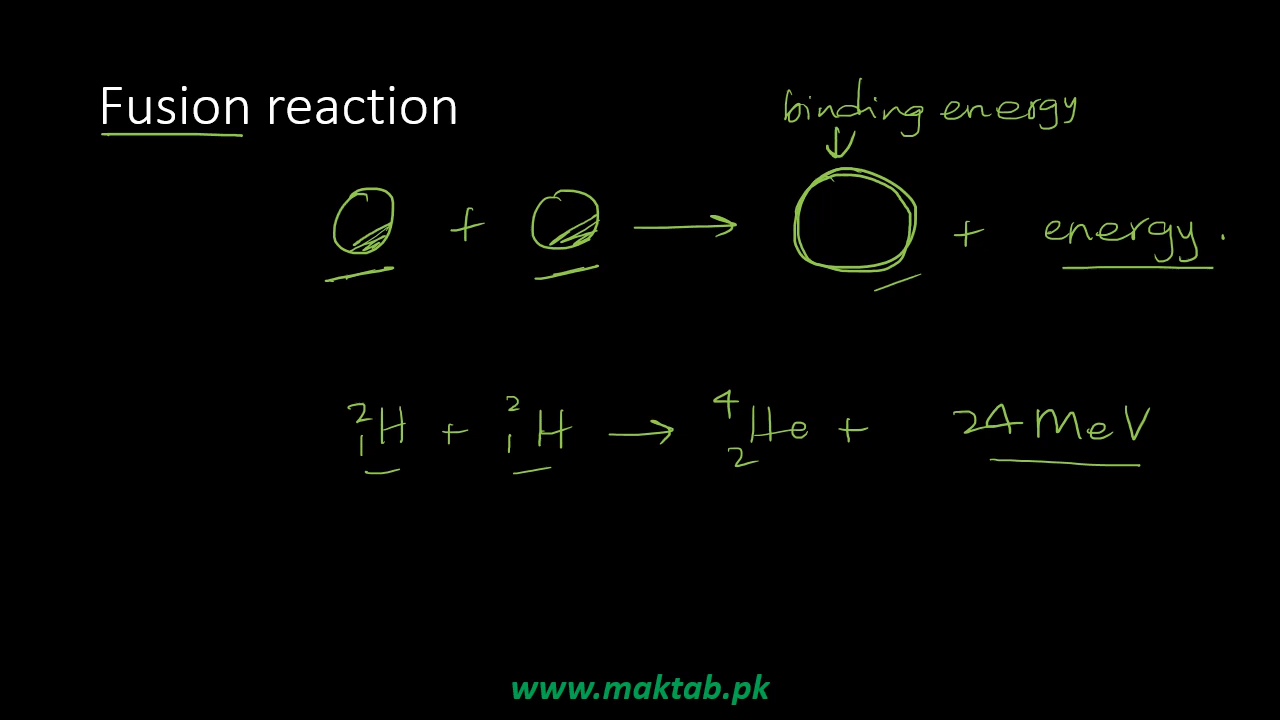 Fusion reaction
binding energy
+ → + energy.
²₁H + ²₁H → ⁴₂He + 24 MeV
www.maktab.pk